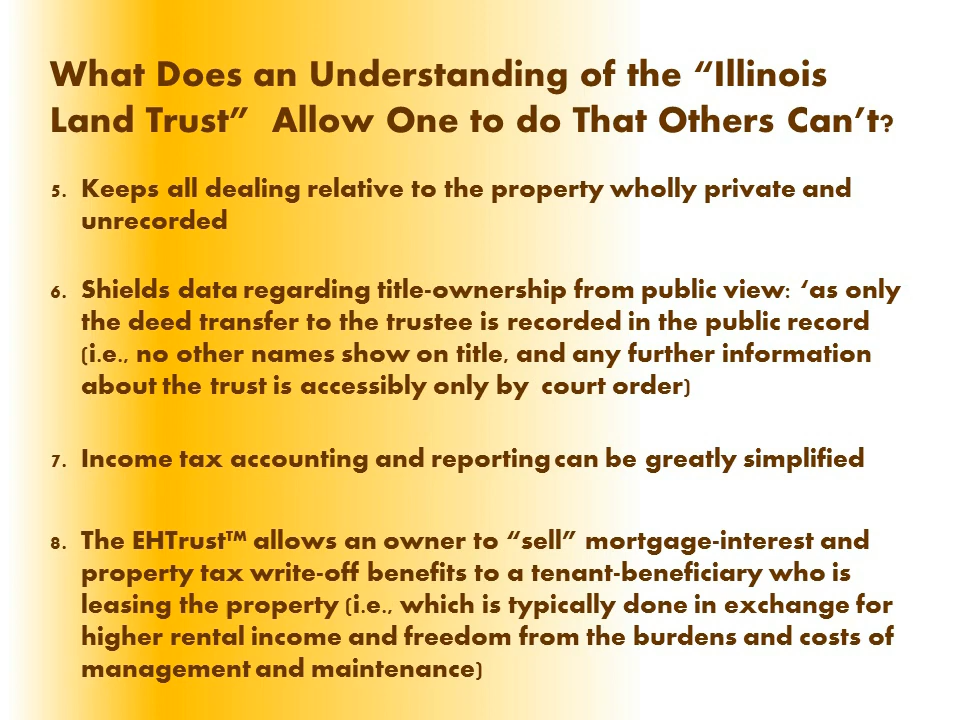 What Does an Understanding of the “Illinois
Land Trust”  Allow One to do That Others Can’t?
5. Keeps all dealing relative to the property wholly private and
unrecorded
6. Shields data regarding title-ownership from public view: ‘as only
the deed transfer to the trustee is recorded in the public record
(i.e., no other names show on title, and any further information
about the trust is accessibly only by  court order)
7. Income tax accounting and reporting can be greatly simplified
8. The EHTrust™ allows an owner to “sell” mortgage-interest and
property tax write-off benefits to a tenant-beneficiary who is
leasing the property (i.e., which is typically done in exchange for
higher rental income and freedom from the burdens and costs of
management and maintenance)